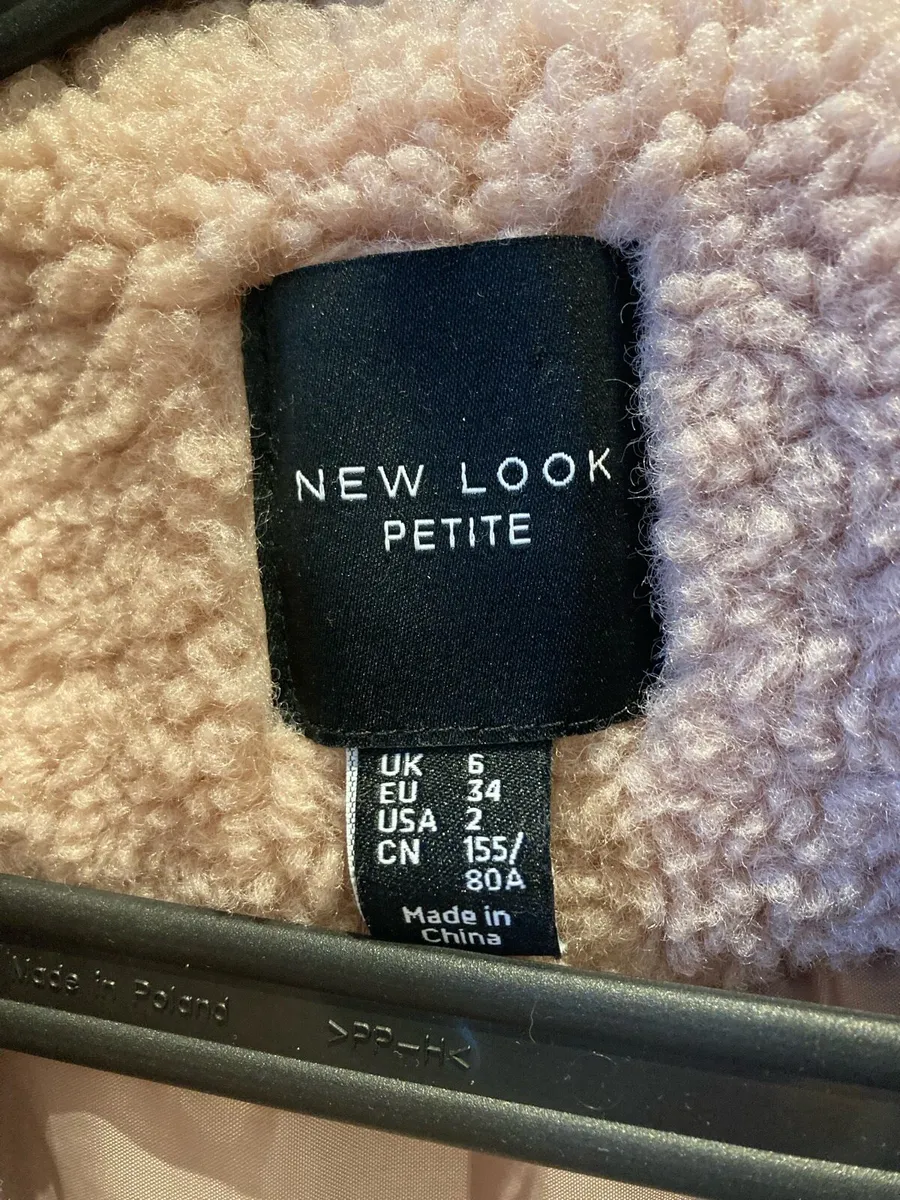 NEW LOOK
PETITE
UK 6
EU 34
USA 2
CN 155/
80A
Made in
China
Made in Poland
>PP-H<